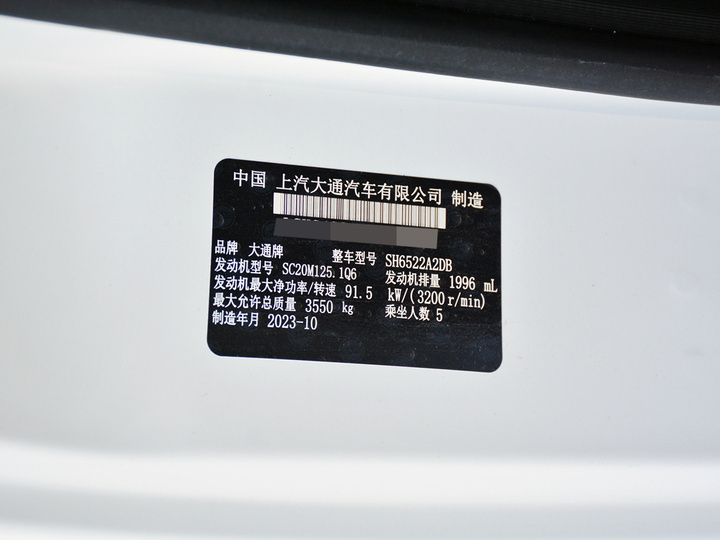 中国 上汽大通汽车有限公司 制造
品牌 大通牌 整车型号 SH6522A2DB
发动机型号 SC20M125.1Q6 发动机排量 1996 mL
发动机最大净功率/转速 91.5 kW/(3200 r/min)
最大允许总质量 3550 kg 乘坐人数 5
制造年月 2023-10